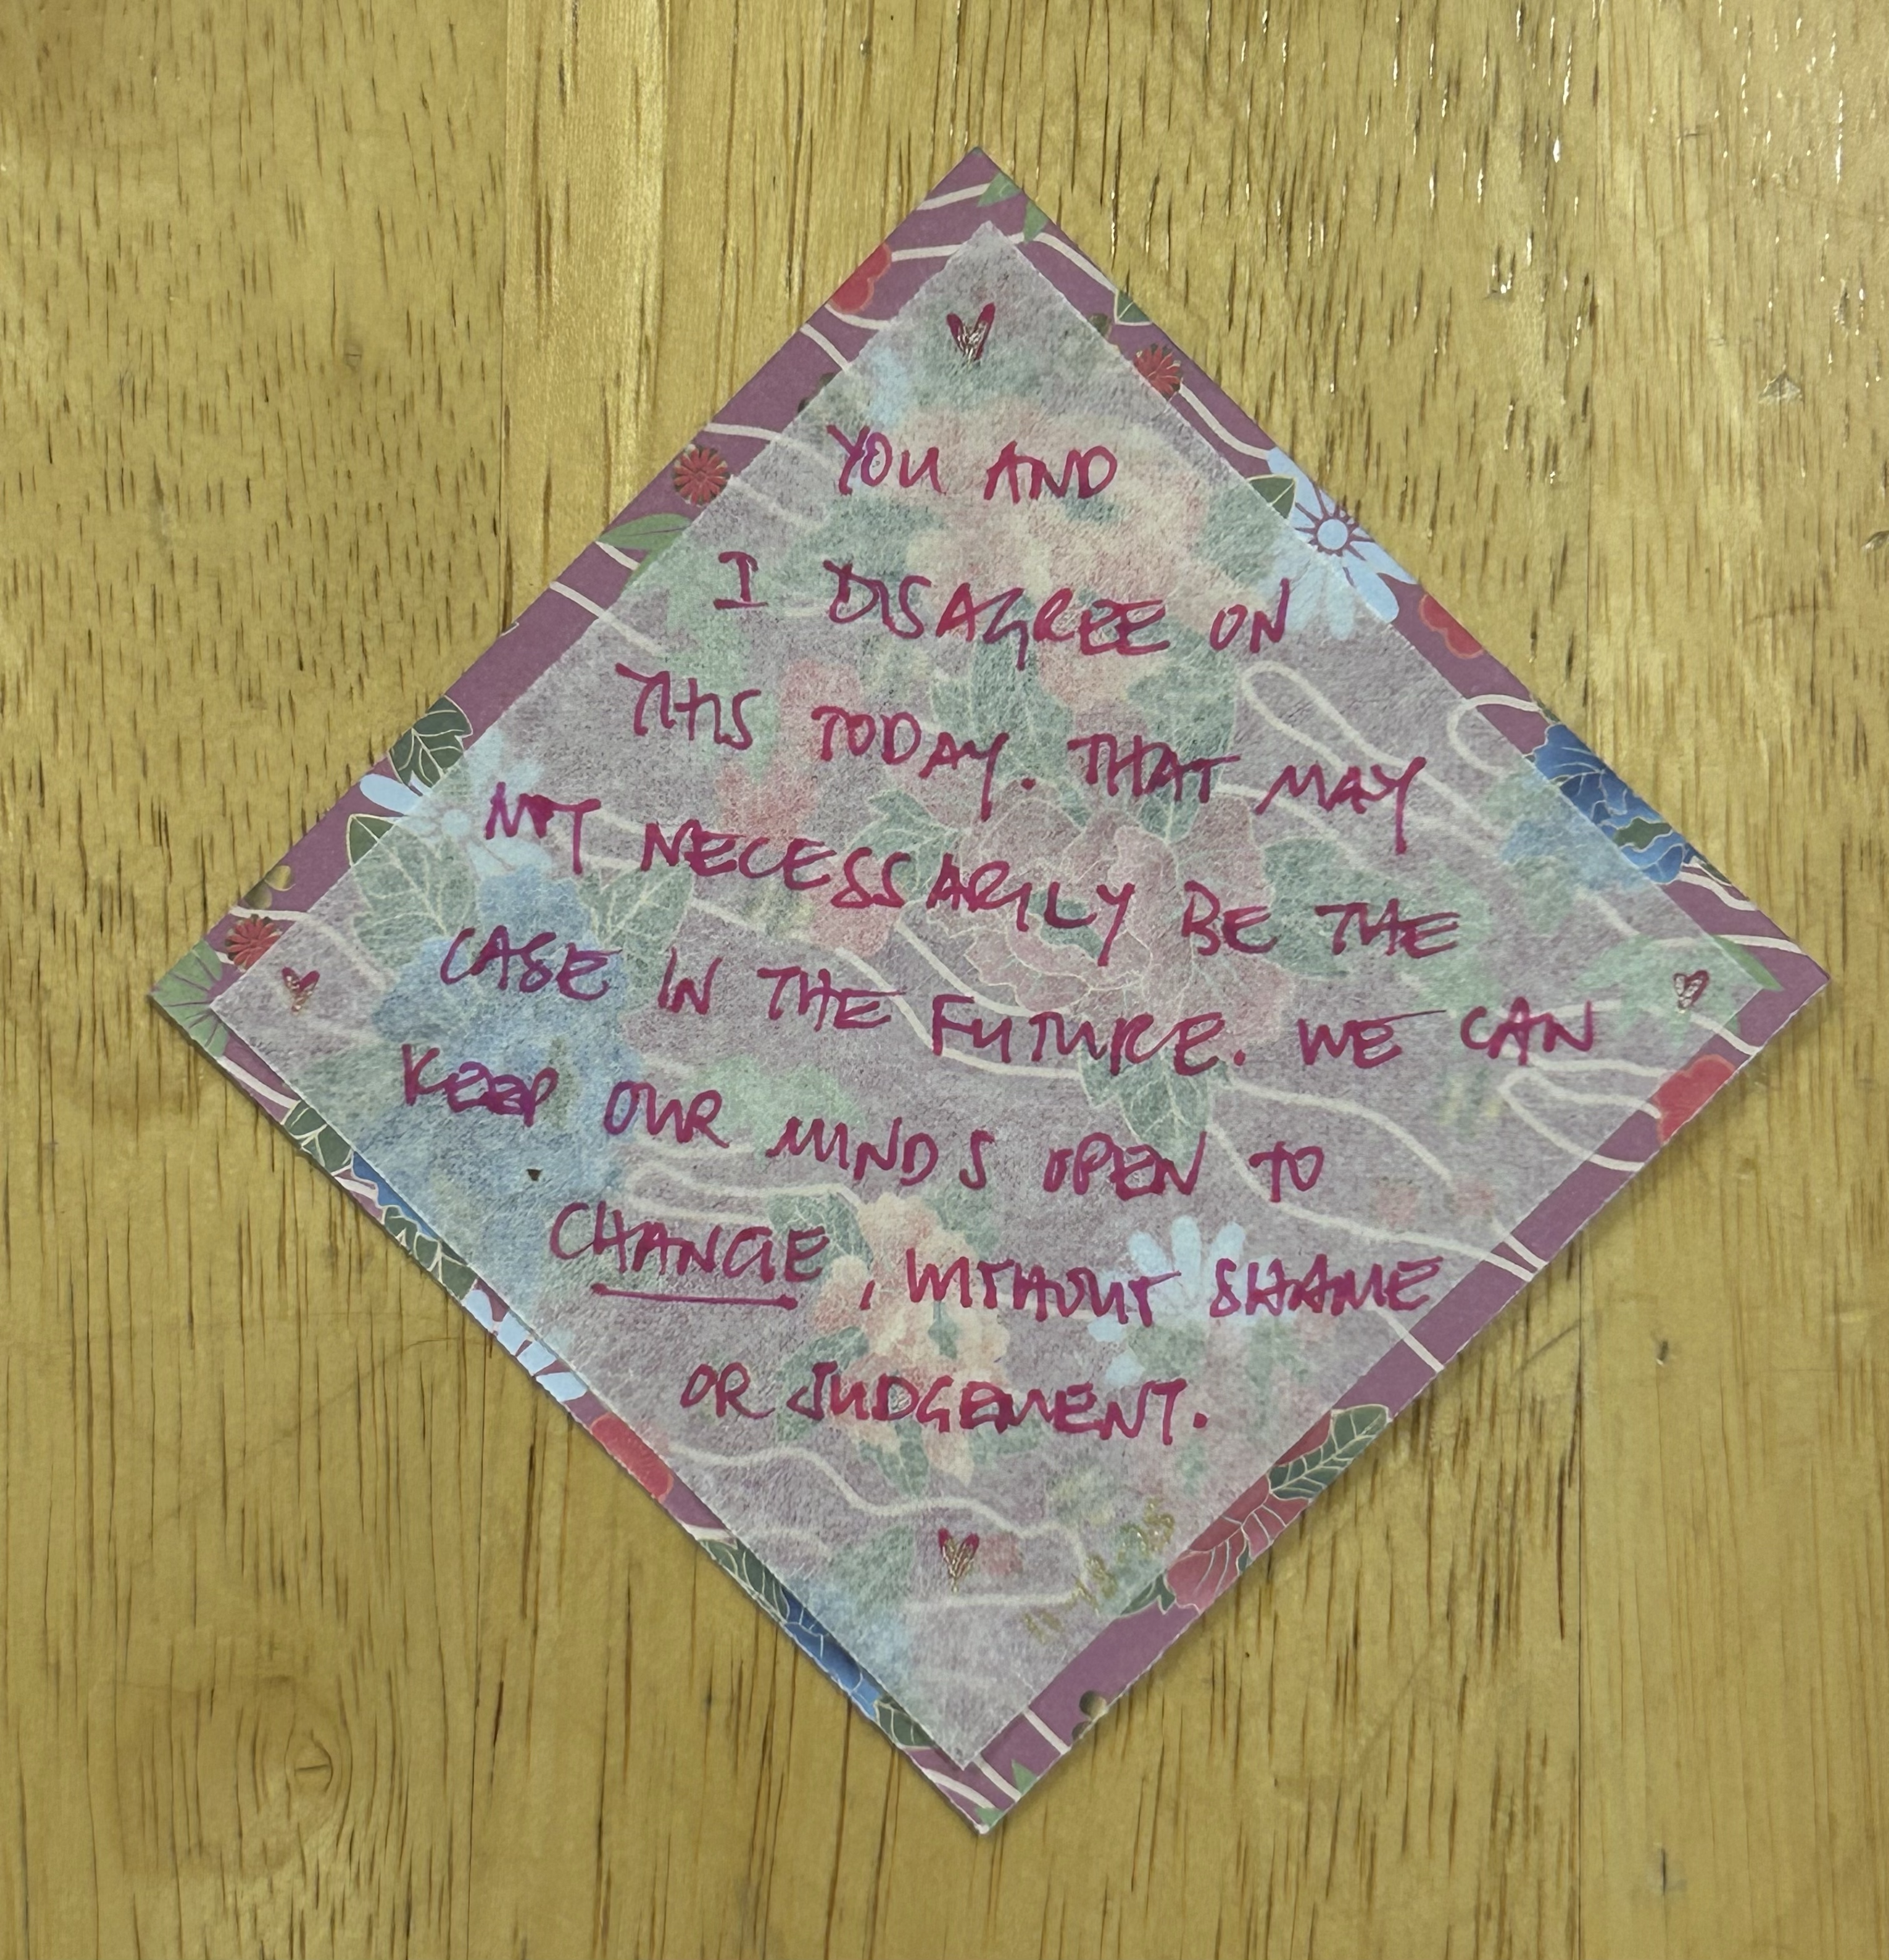 YOU AND
I DISAGREE ON
THIS TODAY. THAT MAY
NOT NECESSARILY BE THE
CASE IN THE FUTURE. WE CAN
KEEP OUR MINDS OPEN TO
CHANGE, WITHOUT SHAME
OR JUDGEMENT.